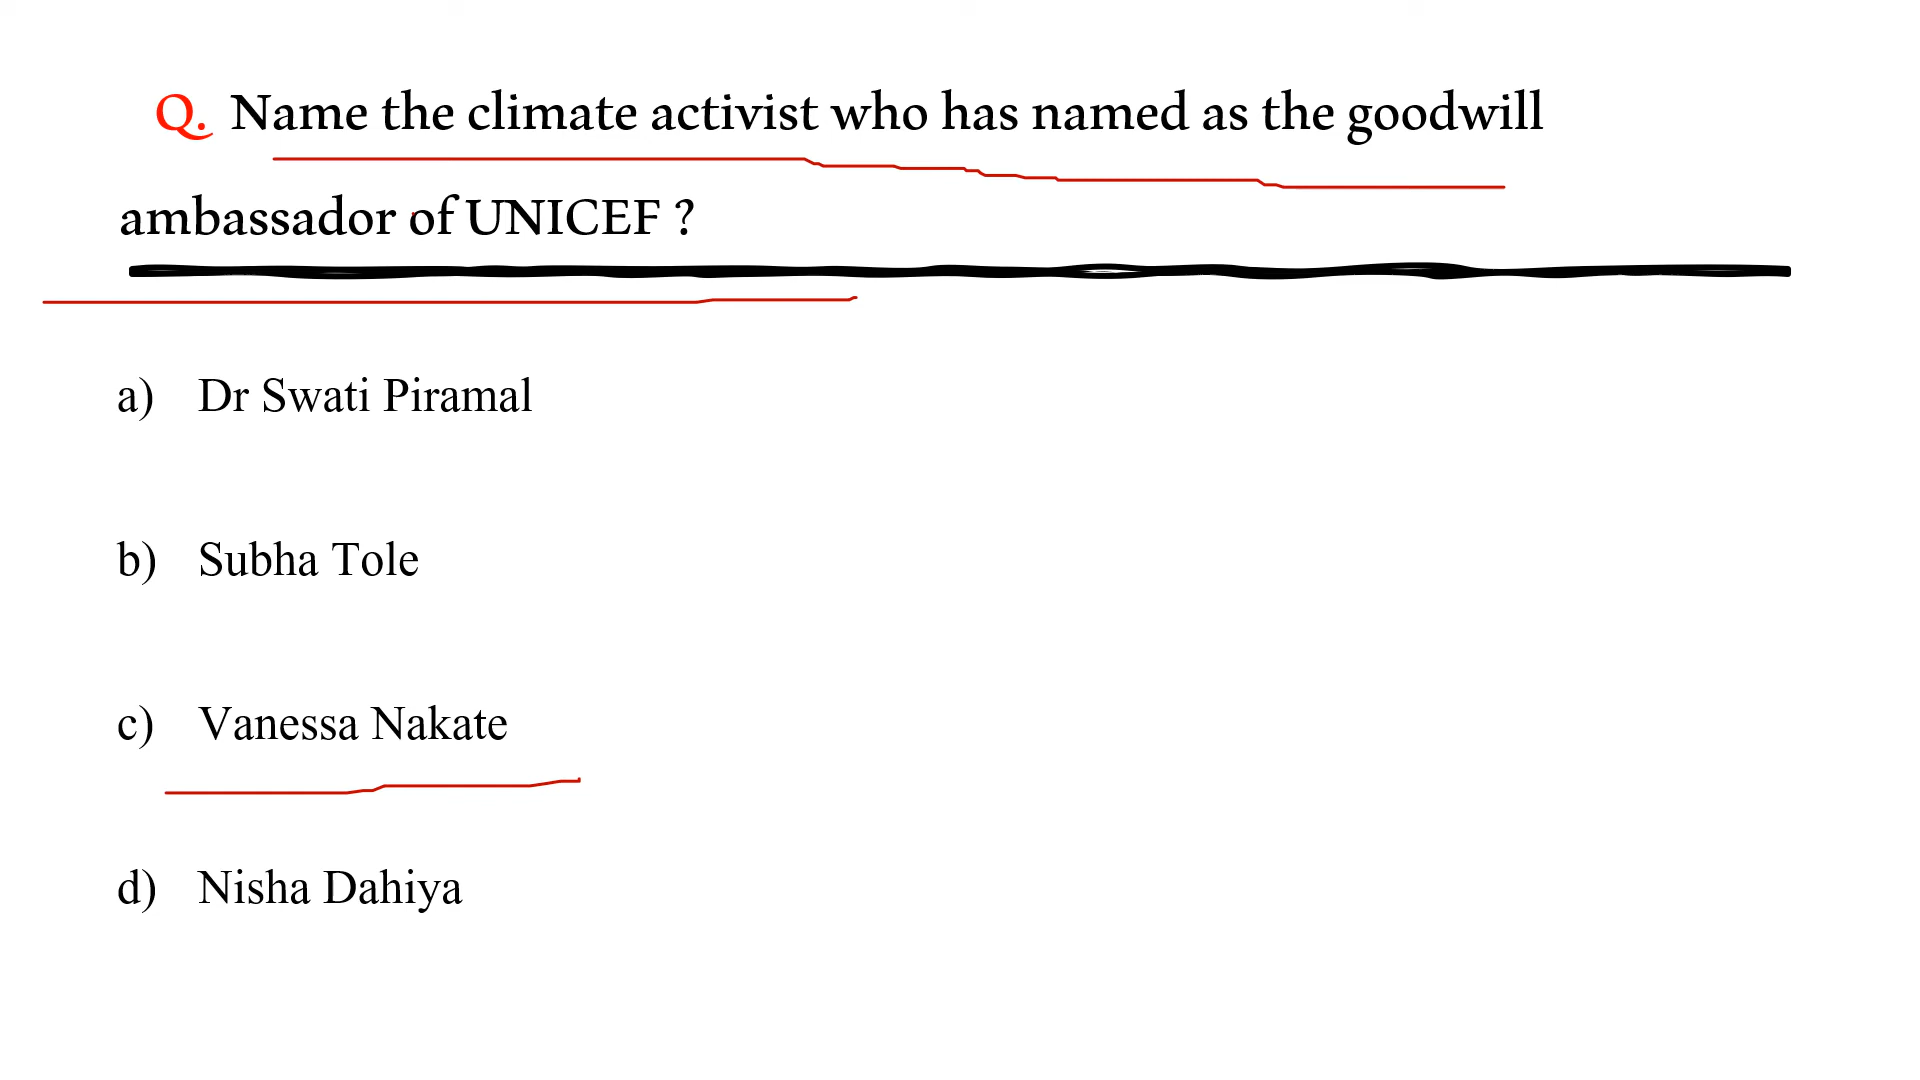 Q. Name the climate activist who has named as the goodwill
ambassador of UNICEF ?
a) Dr Swati Piramal
b) Subha Tole
c) Vanessa Nakate
d) Nisha Dahiya